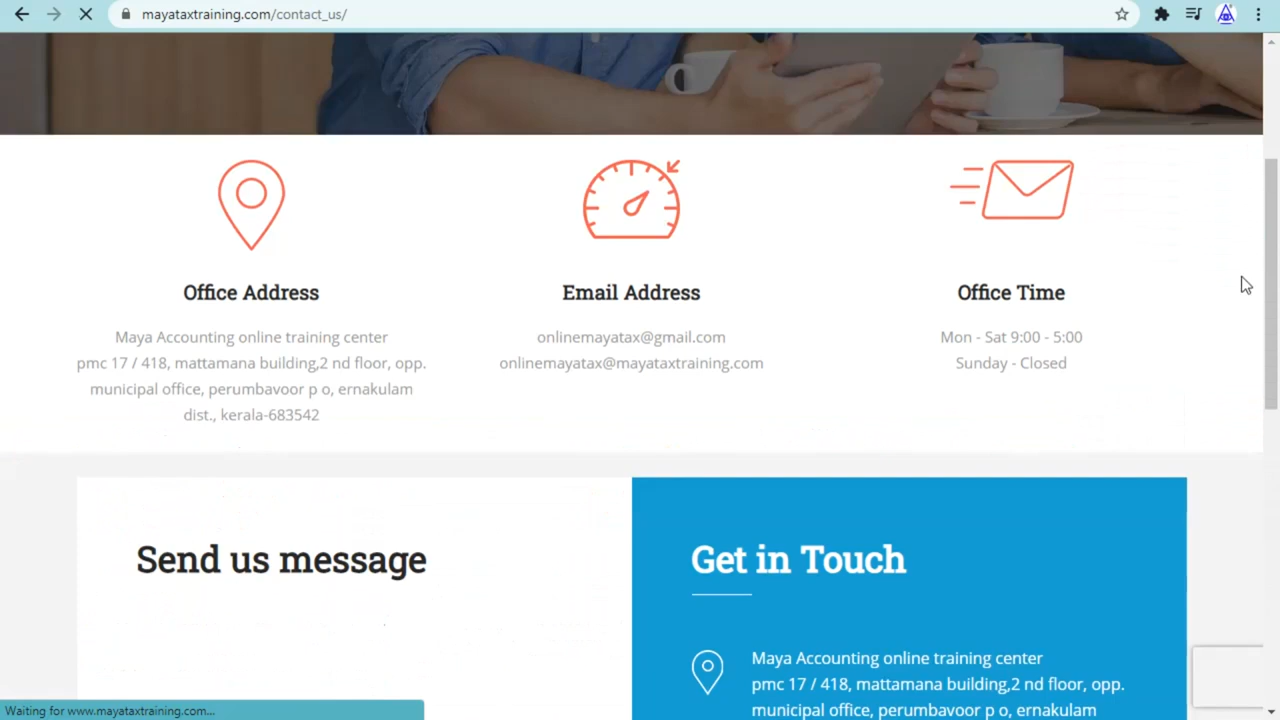 mayataxtraining.com/contact_us/
Office Address
Maya Accounting online training center
pmc 17 / 418, mattamana building,2 nd floor, opp.
municipal office, perumbavoor p o, ernakulam
dist., kerala-683542
Email Address
onlinemayatax@gmail.com
onlinemayatax@mayataxtraining.com
Office Time
Mon - Sat 9:00 - 5:00
Sunday - Closed
Send us message
Get in Touch
Maya Accounting online training center
pmc 17 / 418, mattamana building,2 nd floor, opp.
municipal office, perumbavoor p o, ernakulam
Waiting for www.mayataxtraining.com...